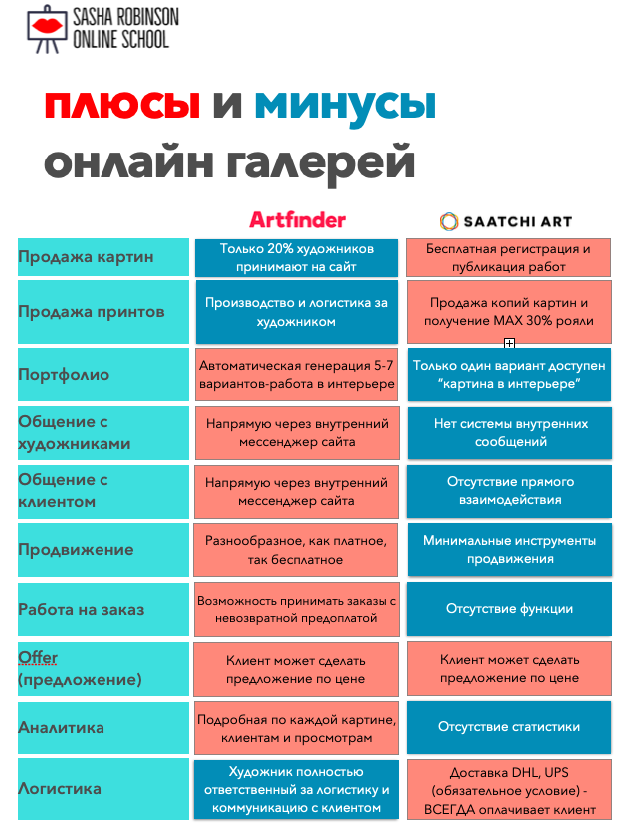 SASHA ROBINSON
ONLINE SCHOOL
плюсы и минусы
онлайн галерей
Artfinder
SAATCHI ART
Продажа картин
Только 20% художников
принимают на сайт
Бесплатная регистрация и
публикация работ
Продажа принтов
Производство и логистика за
художником
Продажа копий картин и
получение MAX 30% рояли
Портфолио
Автоматическая генерация 5-7
вариантов-работа в интерьере
Только один вариант доступен
"картина в интерьере"
Общение с
художниками
Напрямую через внутренний
мессенджер сайта
Нет системы внутренних
сообщений
Общение с
клиентом
Напрямую через внутренний
мессенджер сайта
Отсутствие прямого
взаимодействия
Продвижение
Разнообразное, как платное,
так бесплатное
Минимальные инструменты
продвижения
Работа на заказ
Возможность принимать заказы с
невозвратной предоплатой
Отсутствие функции
Offer
(предложение)
Клиент может сделать
предложение по цене
Клиент может сделать
предложение по цене
Аналитика
Подробная по каждой картине,
клиентам и просмотрам
Отсутствие статистики
Логистика
Художник полностью
ответственный за логистику и
коммуникацию с клиентом
Доставка DHL, UPS
(обязательное условие) -
ВСЕГДА оплачивает клиент